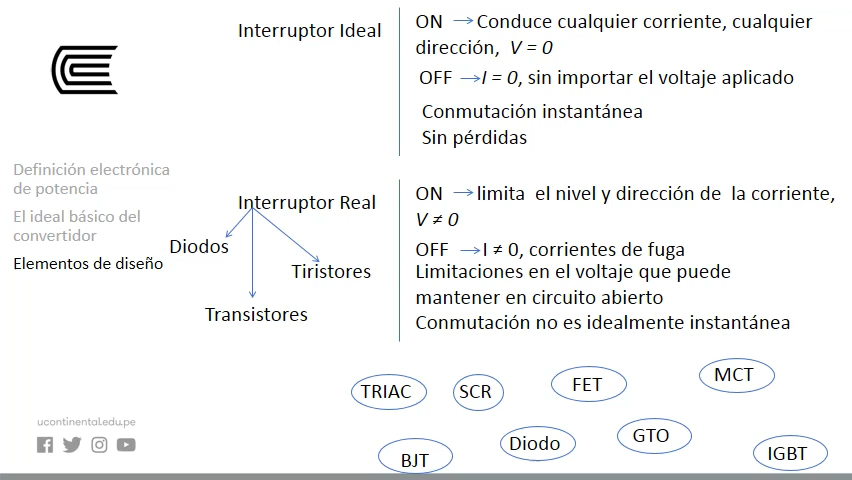 Interruptor Ideal
ON → Conduce cualquier corriente, cualquier
dirección, V = 0
OFF → I = 0, sin importar el voltaje aplicado
Conmutación instantánea
Sin pérdidas
Definición electrónica
de potencia
El ideal básico del
convertidor
Elementos de diseño
Interruptor Real
Diodos
Tiristores
Transistores
ON → limita el nivel y dirección de la corriente,
V ≠ 0
OFF → I ≠ 0, corrientes de fuga
Limitaciones en el voltaje que puede
mantener en circuito abierto
Conmutación no es idealmente instantánea
TRIAC
SCR
FET
MCT
BJT
Diodo
GTO
IGBT
ucontinental.edu.pe